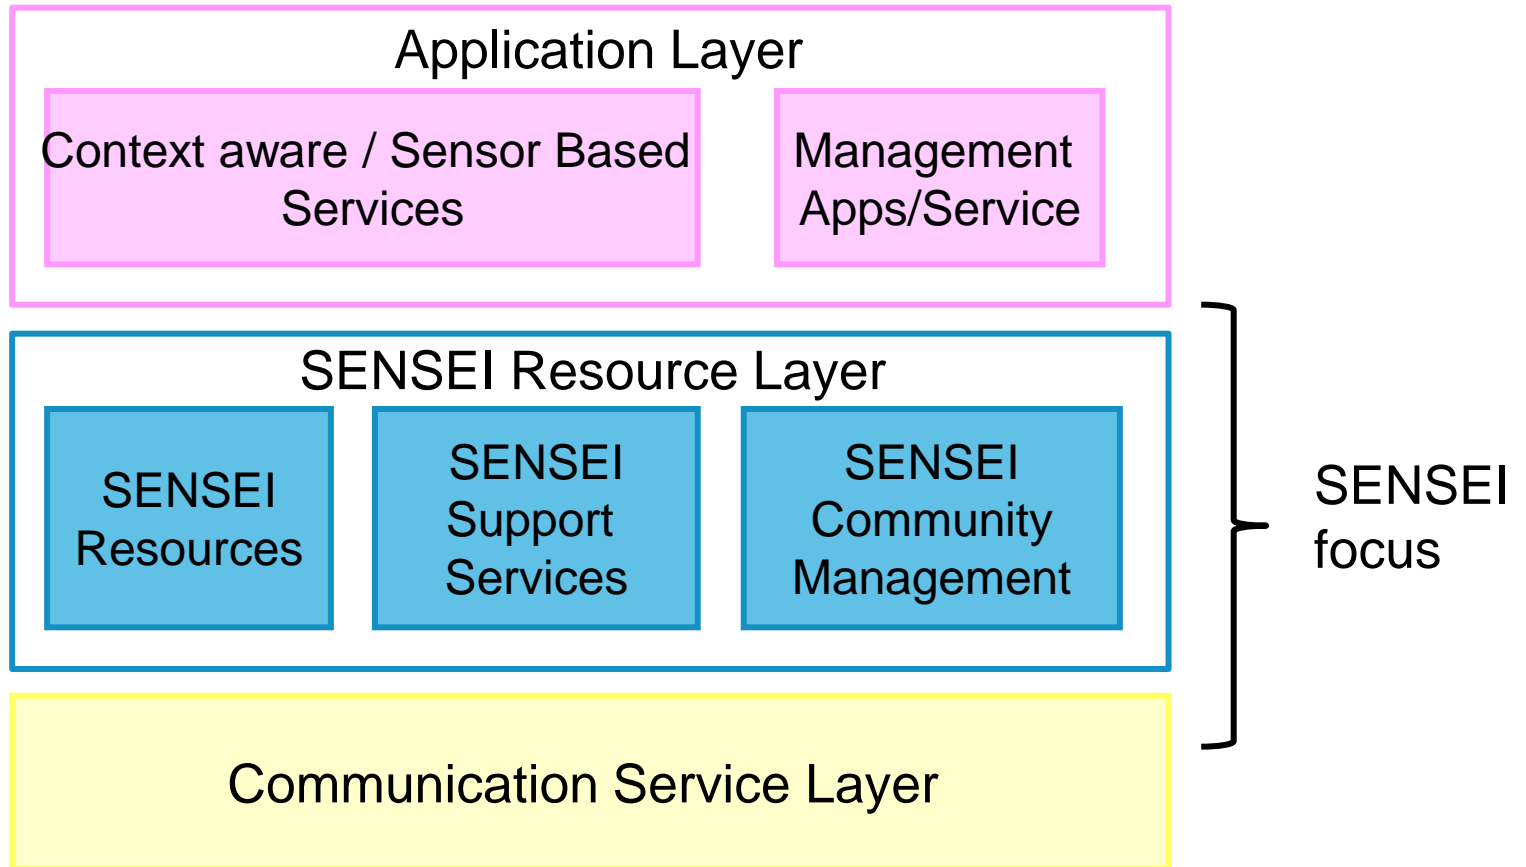 Application Layer
Context aware / Sensor Based
Services
Management
Apps/Service
SENSEI Resource Layer
SENSEI
Resources
SENSEI
Support
Services
SENSEI
Community
Management
SENSEI
focus
Communication Service Layer